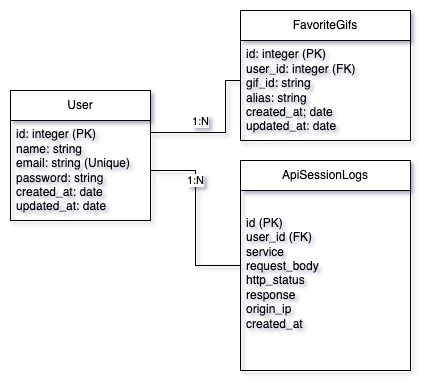 User
id: integer (PK)
name: string
email: string (Unique)
password: string
created_at: date
updated_at: date
1:N
1:N
FavoriteGifs
id: integer (PK)
user_id: integer (FK)
gif_id: string
alias: string
created_at; date
updated_at: date
ApiSessionLogs
id (PK)
user_id (FK)
service
request_body
http_status
response
origin_ip
created_at